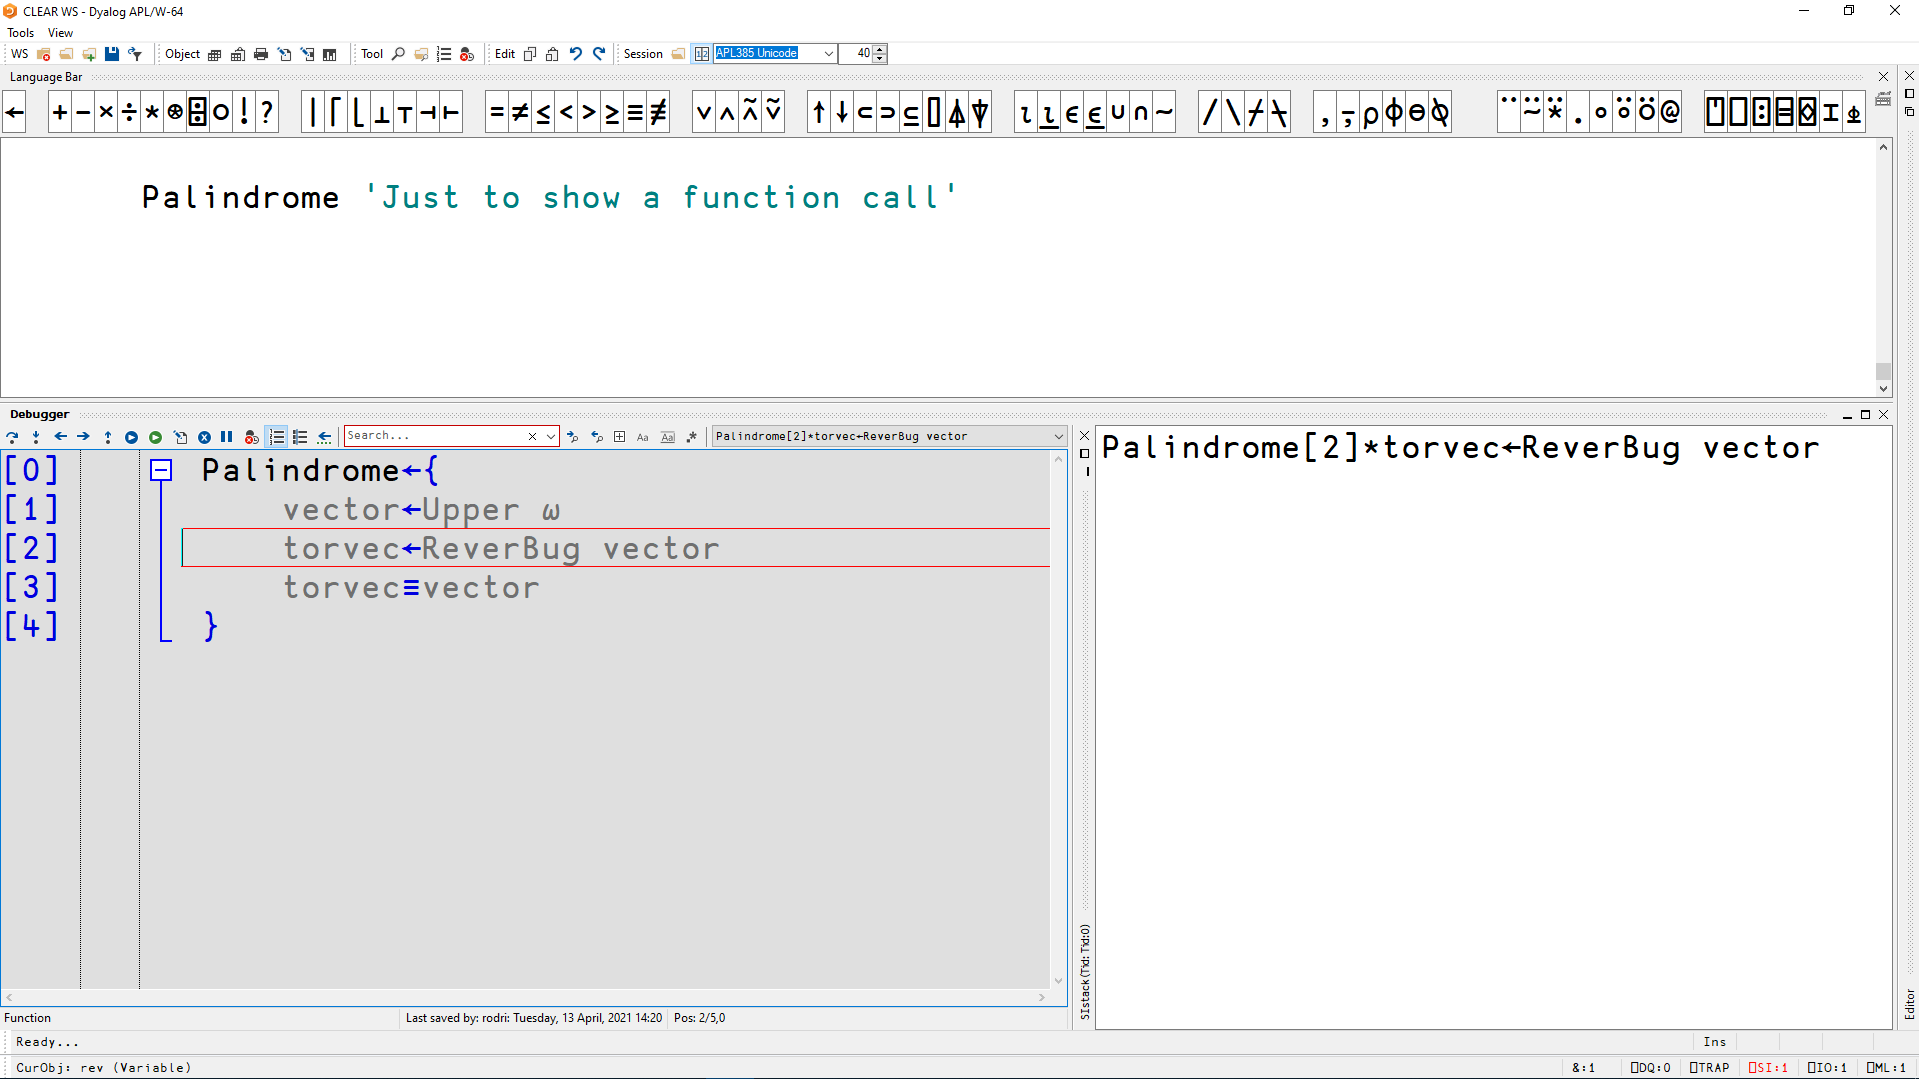 CLEAR WS - Dyalog APL/W-64
Tools View
WS Object Tool Edit Session APL385 Unicode 40
Language Bar
← +-×÷*⍟⌹○!? |⌈⌊⊥⊤⊣⊢ =≠≤<>≥≡≢ ∨∧⍲⍱ ↑↓⊂⊃⊆⌷⍋⍒ ⍳⍸∊⍷∪∩~ /\⌿⍀ ,⍪⍴⌽⊖⍉ ¨⍨⍣.∘⍤⍥@ ⍞⎕⍠⌸⌺⌶⍎
Palindrome 'Just to show a function call'
Debugger
Search... Aa Aa .* Palindrome[2]*torvec←ReverBug vector
[0] Palindrome←{
[1] vector←Upper ⍵
[2] torvec←ReverBug vector
[3] torvec≡vector
[4] }
Palindrome[2]*torvec←ReverBug vector
SIstack(Tid:Tid:0)
Editor
Function Last saved by: rodri: Tuesday, 13 April, 2021 14:20 Pos: 2/5,0
Ready... Ins
CurObj: rev (Variable) &:1 ⎕DQ:0 ⎕TRAP ⎕SI:1 ⎕IO:1 ⎕ML:1